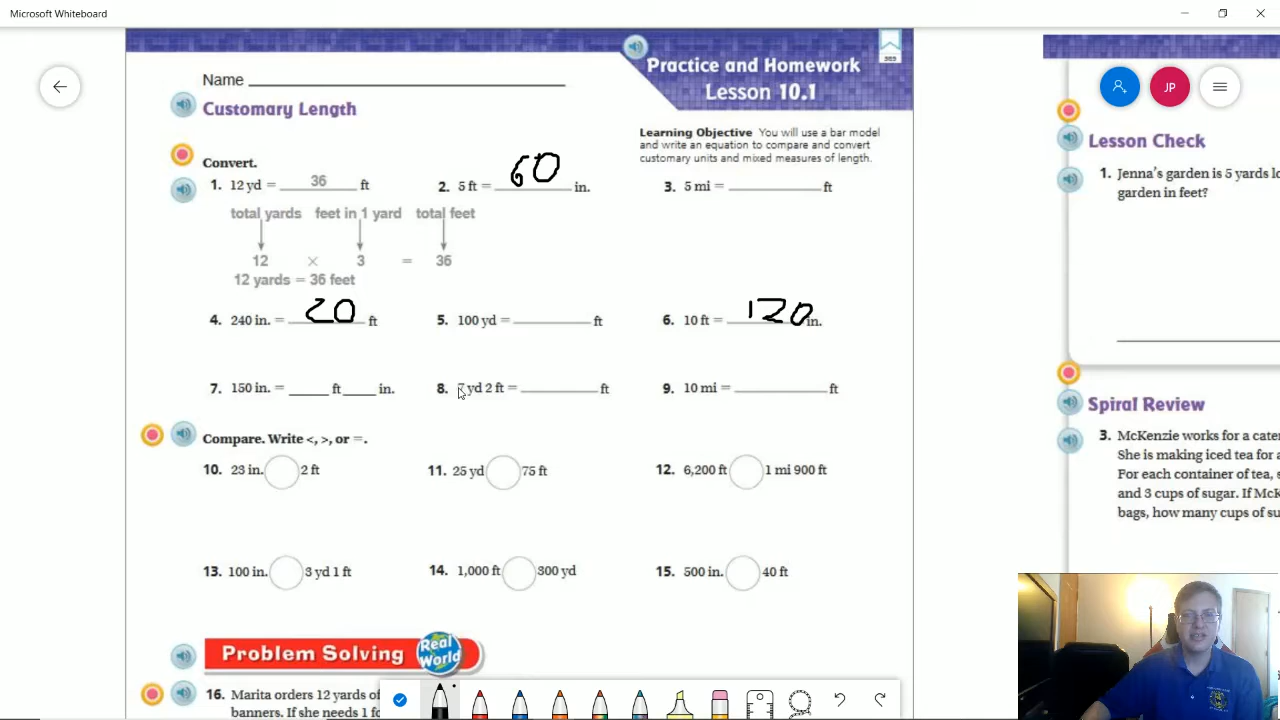 Microsoft Whiteboard
Practice and Homework
Lesson 10.1
Name
Customary Length
Learning Objective You will use a bar model
and write an equation to compare and convert
customary units and mixed measures of length.
Convert.
1. 12 yd = 36 ft
2. 5 ft = 60 in.
3. 5 mi = ft
total yards feet in 1 yard total feet
12 × 3 = 36
12 yards = 36 feet
4. 240 in. = 20 ft
5. 100 yd = ft
6. 10 ft = 120 in.
7. 150 in. = ft in.
8. yd 2 ft = ft
9. 10 mi = ft
Compare. Write <, >, or =.
10. 23 in. 2 ft
11. 25 yd 75 ft
12. 6,200 ft 1 mi 900 ft
13. 100 in. 3 yd 1 ft
14. 1,000 ft 300 yd
15. 500 in. 40 ft
Problem Solving Real World
16. Marita orders 12 yards of
banners. If she needs 1 fo
JP
Lesson Check
1. Jenna's garden is 5 yards lo
garden in feet?
Spiral Review
3. McKenzie works for a cater
She is making iced tea for a
For each container of tea, s
and 3 cups of sugar. If McK
bags, how many cups of su